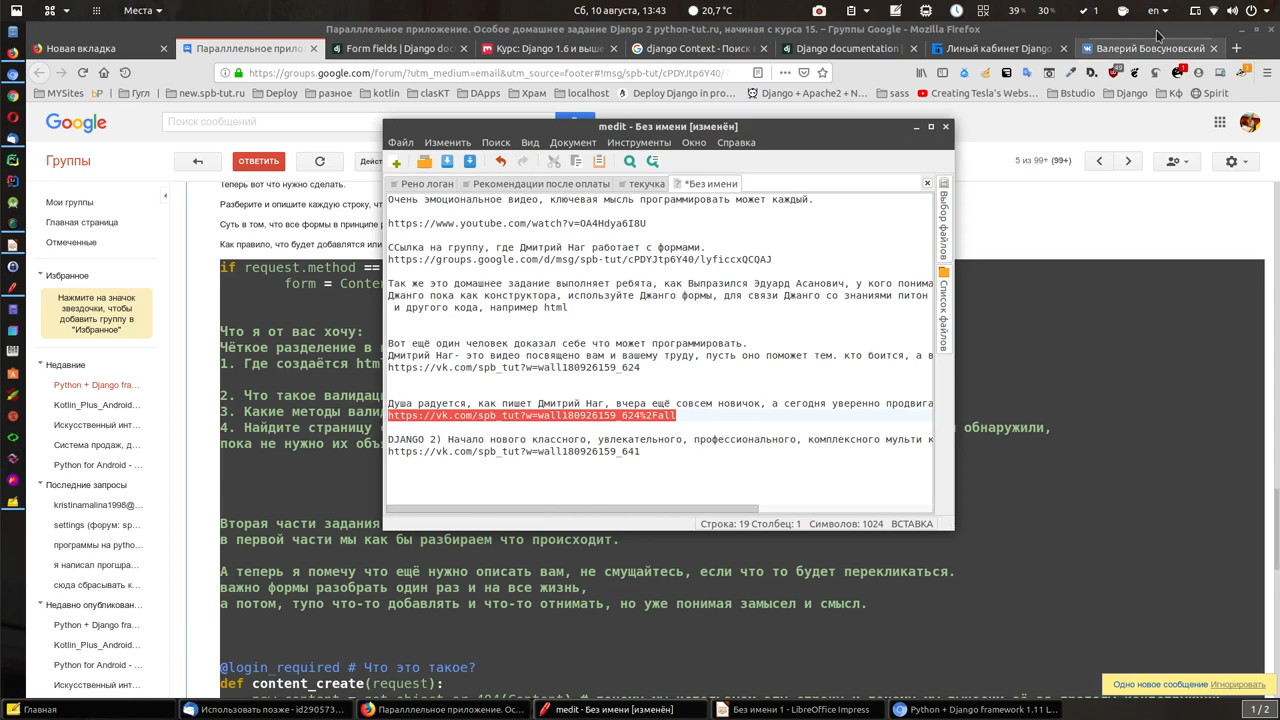 Места
Сб, 10 августа, 13:43
20,7 °C
39%
30%
1
en
Паралллельное приложение. Особое домашнее задание Django 2 python-tut.ru, начиная с курса 15. – Группы Google - Mozilla Firefox
Новая вкладка
Form fields | Django do
Курс: Django 1.6 и выше
django Context - Поиск
Django documentation
https://groups.google.com/forum/?utm_medium=email&utm_source=footer#!msg/spb-tut/cPDYJtp6Y40/
MYSites
Гугл
new.spb-tut.ru
Deploy
разное
kotlin
clasKT
DApps
Храм
localhost
Deploy Django in pro...
Django + Apache2 + N...
sass
Creating Tesla's Webs...
Bstudio
Django
Кф
Spirit
Google
Поиск сообщений
Группы
ОТВЕТИТЬ
5 из 99+ (99+)
Мои группы
Главная страница
Отмеченные
Избранное
Нажмите на значок
звездочки, чтобы
добавить группу в
"Избранное"
Недавние
Python + Django fra...
Kotlin_Plus_Android...
Искусственный инт...
Система продаж, д...
Python for Android - ...
Последние запросы
kristinamalina1998@...
settings (форум: sp...
программы на pytho...
я написал прогшра...
сюда сбрасывать к...
Недавно опубликован...
Python + Django fra...
Kotlin_Plus_Android...
Python for Android - ...
Искусственный инт...
Теперь вот что нужно сделать.
Разберите и опишите каждую строку, чт
Суть в том, что все формы в принципе р
Как правило, что будет добавлятся или
if request.method ==
form = Conte
Что я от вас хочу:
Чёткое разделение в
1. Где создаётся htm
2. Что такое валидац
3. Какие методы вали
4. Найдите страницу с
обнаружили,
пока не нужно их объ
Вторая части задания
в первой части мы как бы разбираем что происходит.
А теперь я помечу что ещё нужно описать вам, не смущайтесь, если что то будет перекликаться.
важно формы разобрать один раз и на все жизнь,
а потом, тупо что-то добавлять и что-то отнимать, но уже понимая замысел и смысл.
@login_required # Что это такое?
def content_create(request):
medit - Без имени [изменён]
Файл Изменить Поиск Вид Документ Инструменты Окно Справка
Рено логан
Рекомендации после оплаты
текучка
*Без имени
Очень эмоциональное видео, ключевая мысль программировать может каждый.
https://www.youtube.com/watch?v=OA4Hdya6I8U
ССылка на группу, где Дмитрий Наг работает с формами.
https://groups.google.com/d/msg/spb-tut/cPDYJtp6Y40/lyficcxQCQAJ
Так же это домашнее задание выполняет ребята, как Выпразился Эдуард Асанович, у кого понима
Джанго пока как конструктора, используйте Джанго формы, для связи Джанго со знаниями питон
и другого кода, например html
Вот ещё один человек доказал себе что может программировать.
Дмитрий Наг- это видео посвящено вам и вашему труду, пусть оно поможет тем. кто боится, а в
https://vk.com/spb_tut?w=wall180926159_624
Душа радуется, как пишет Дмитрий Наг, вчера ещё совсем новичок, а сегодня уверенно продвига
https://vk.com/spb_tut?w=wall180926159_624%2Fall
DJANGO 2) Начало нового классного, увлекательного, профессионального, комплексного мульти к
https://vk.com/spb_tut?w=wall180926159_641
Выбор файлов
Список файлов
Строка: 19 Столбец: 1
Символов: 1024
ВСТАВКА
Одно новое сообщение Игнорировать
Главная
Использовать позже - id290573...
Паралллельное приложение. Ос...
medit - Без имени [изменён]
Без имени 1 - LibreOffice Impress
Python + Django framework 1.11 L...
1 / 2